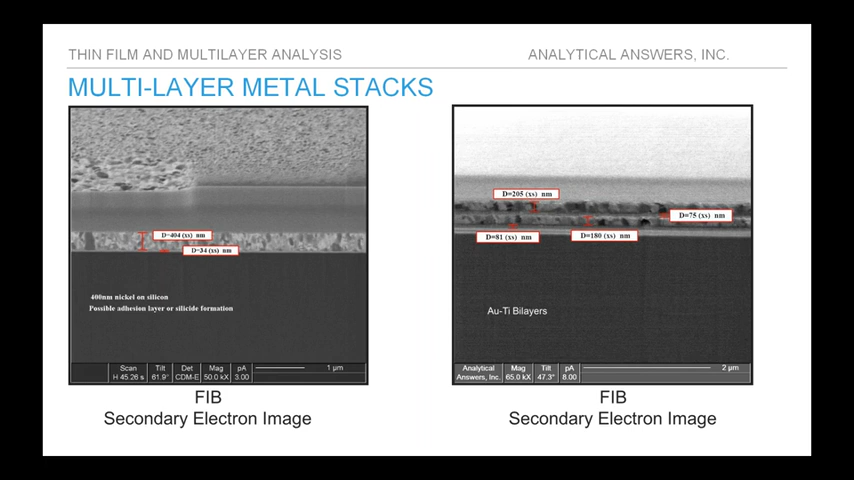 THIN FILM AND MULTILAYER ANALYSIS
ANALYTICAL ANSWERS, INC.
MULTI-LAYER METAL STACKS
D=404 (xs) nm
D=34 (xs) nm
400nm nickel on silicon
Possible adhesion layer or silicide formation
Scan Tilt Det Mag pA 1 µm
H 45.26 s 61.9° CDM-E 50.0 kX 3.00
FIB
Secondary Electron Image
D=205 (xs) nm
D=75 (xs) nm
D=81 (xs) nm
D=180 (xs) nm
Au-Ti Bilayers
Analytical Mag Tilt pA 2 µm
Answers, Inc. 65.0 kX 47.3° 8.00
FIB
Secondary Electron Image